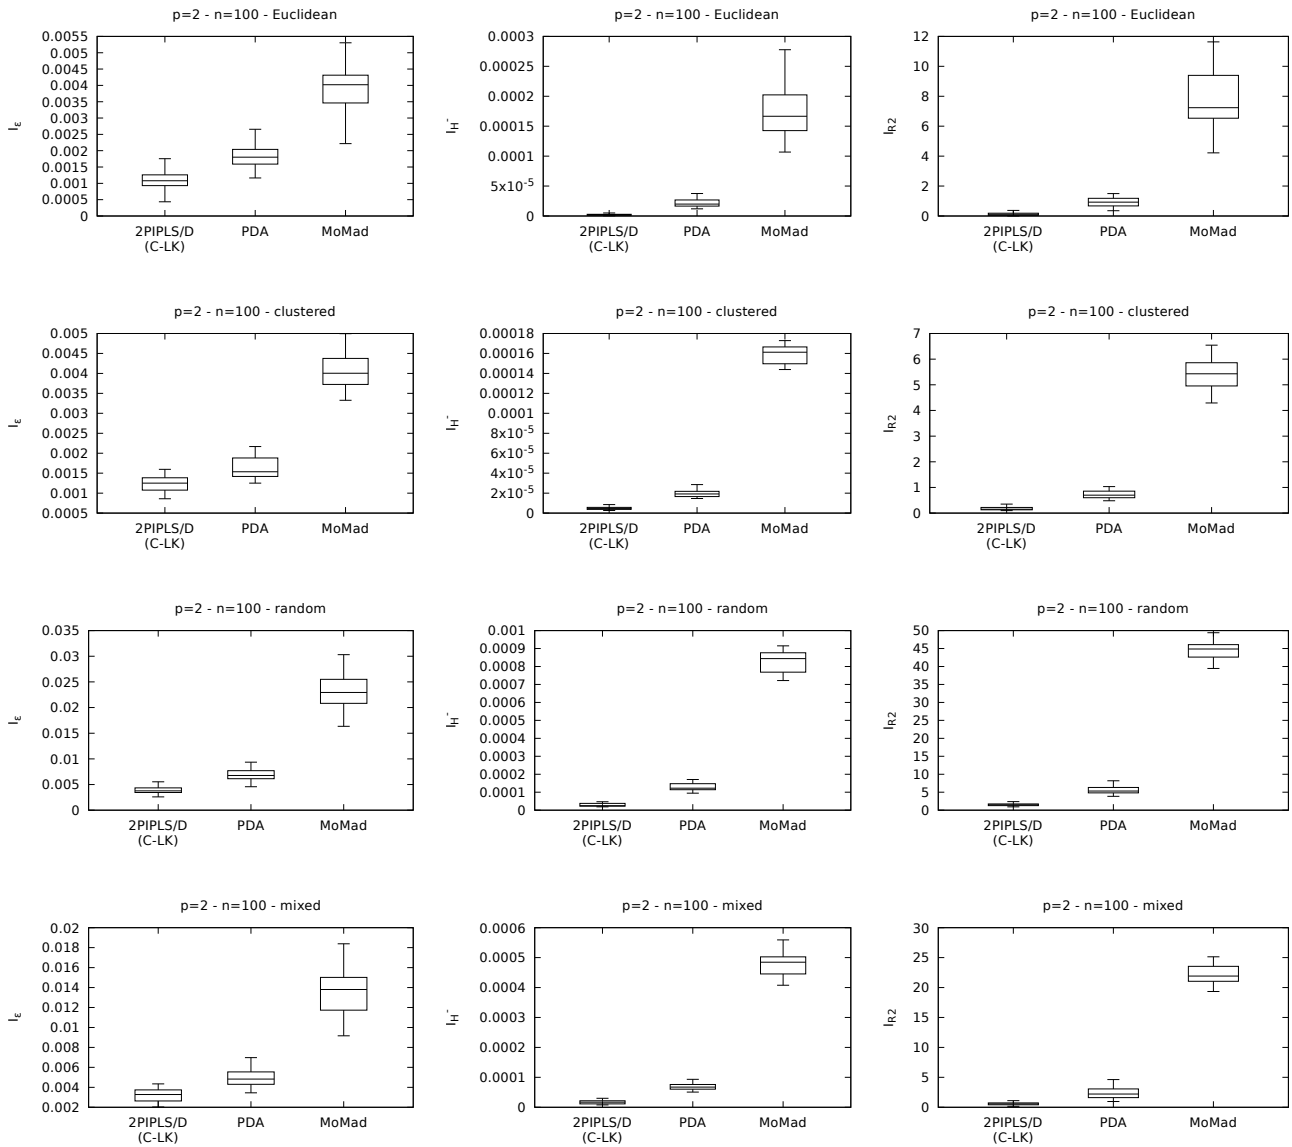 p=2 - n=100 - Euclidean
0.0055
0.005
0.0045
0.004
0.0035
0.003
0.0025
0.002
0.0015
0.001
0.0005
0
Iε
2PIPLS/D
(C-LK)
PDA
MoMad
p=2 - n=100 - Euclidean
0.0003
0.00025
0.0002
0.00015
0.0001
5x10-5
0
IH-
2PIPLS/D
(C-LK)
PDA
MoMad
p=2 - n=100 - Euclidean
12
10
8
6
4
2
0
IR2
2PIPLS/D
(C-LK)
PDA
MoMad
p=2 - n=100 - clustered
0.005
0.0045
0.004
0.0035
0.003
0.0025
0.002
0.0015
0.001
0.0005
Iε
2PIPLS/D
(C-LK)
PDA
MoMad
p=2 - n=100 - clustered
0.00018
0.00016
0.00014
0.00012
0.0001
8x10-5
6x10-5
4x10-5
2x10-5
0
IH-
2PIPLS/D
(C-LK)
PDA
MoMad
p=2 - n=100 - clustered
7
6
5
4
3
2
1
0
IR2
2PIPLS/D
(C-LK)
PDA
MoMad
p=2 - n=100 - random
0.035
0.03
0.025
0.02
0.015
0.01
0.005
0
Iε
2PIPLS/D
(C-LK)
PDA
MoMad
p=2 - n=100 - random
0.001
0.0009
0.0008
0.0007
0.0006
0.0005
0.0004
0.0003
0.0002
0.0001
0
IH-
2PIPLS/D
(C-LK)
PDA
MoMad
p=2 - n=100 - random
50
45
40
35
30
25
20
15
10
5
0
IR2
2PIPLS/D
(C-LK)
PDA
MoMad
p=2 - n=100 - mixed
0.02
0.018
0.016
0.014
0.012
0.01
0.008
0.006
0.004
0.002
Iε
2PIPLS/D
(C-LK)
PDA
MoMad
p=2 - n=100 - mixed
0.0006
0.0005
0.0004
0.0003
0.0002
0.0001
0
IH-
2PIPLS/D
(C-LK)
PDA
MoMad
p=2 - n=100 - mixed
30
25
20
15
10
5
0
IR2
2PIPLS/D
(C-LK)
PDA
MoMad